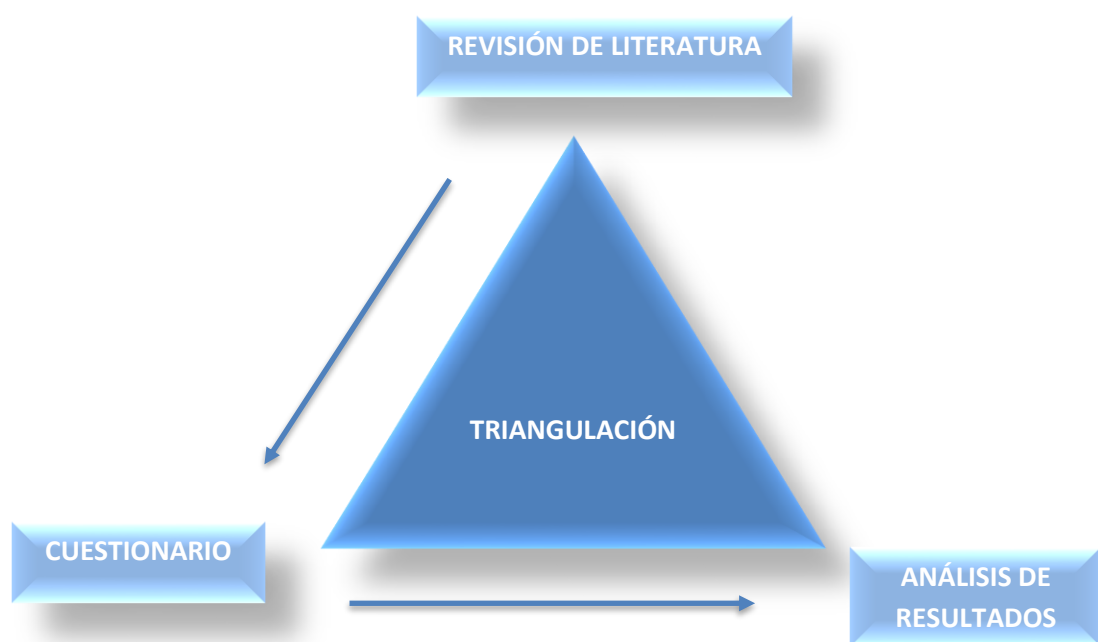 REVISIÓN DE LITERATURA
TRIANGULACIÓN
CUESTIONARIO
ANÁLISIS DE
RESULTADOS